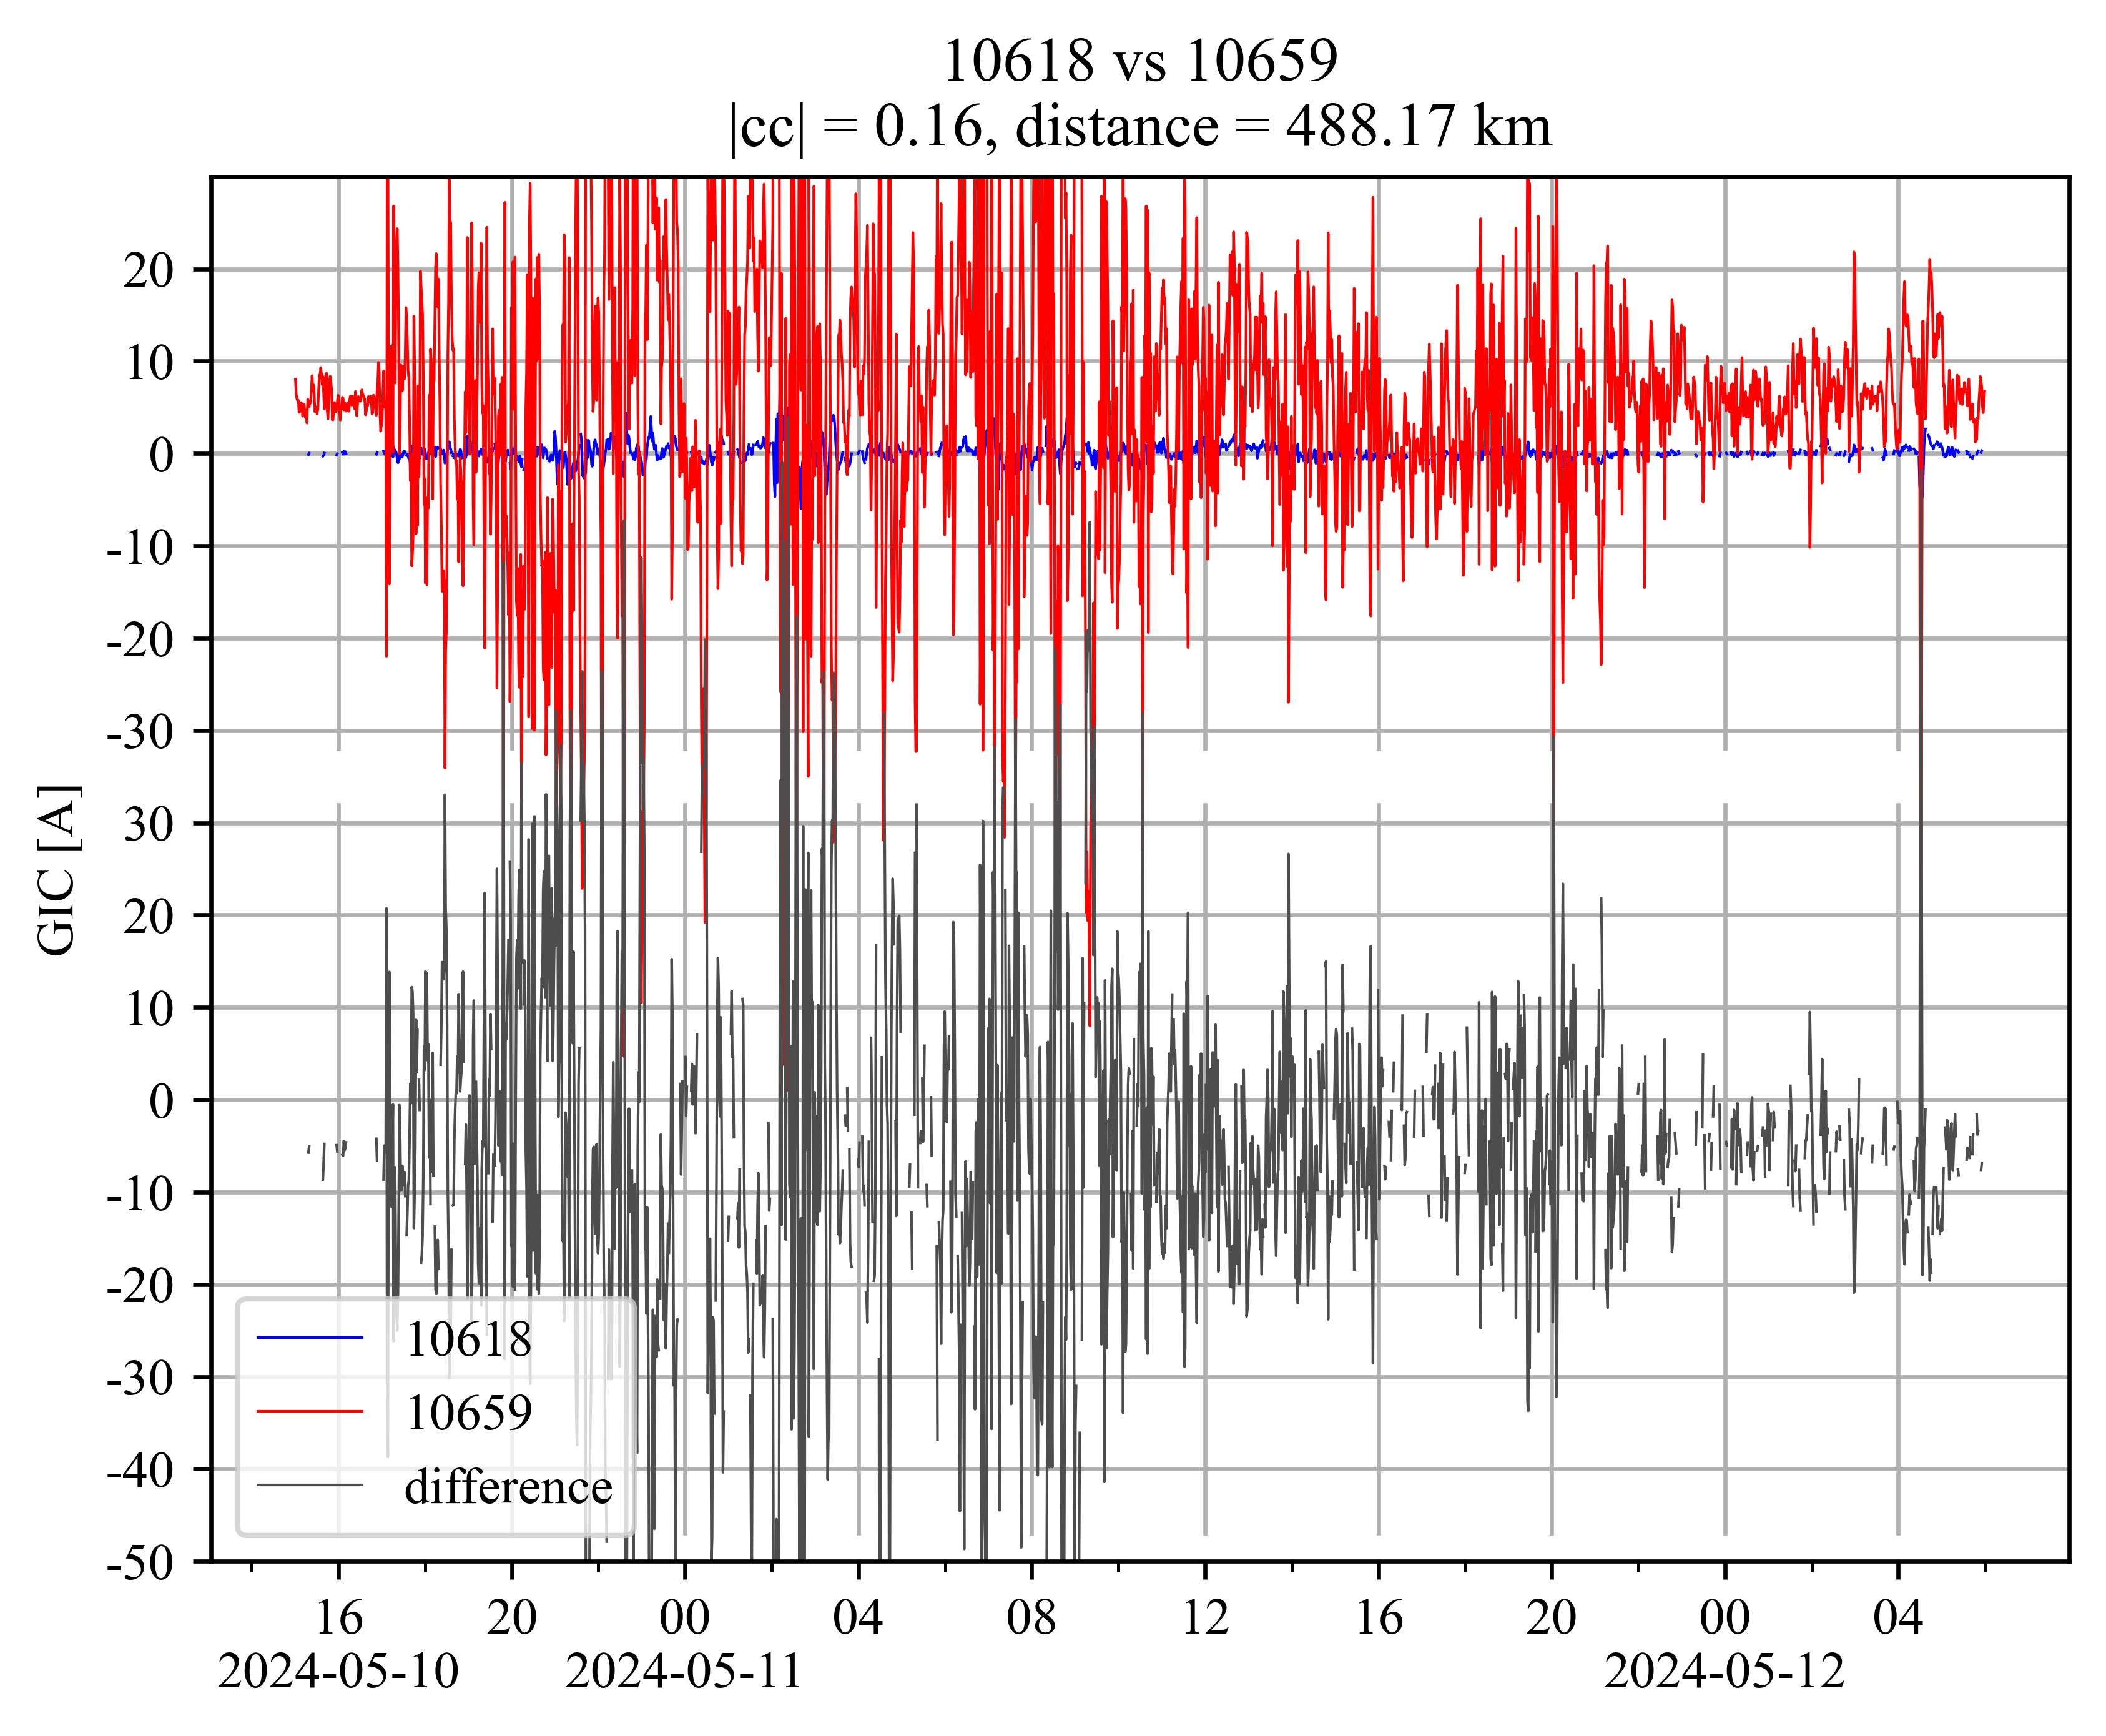 10618 vs 10659
|cc| = 0.16, distance = 488.17 km
GIC [A]
20
10
0
-10
-20
-30
30
20
10
0
-10
-20
-30
-40
-50
10618
10659
difference
16 20 00 04 08 12 16 20 00 04
2024-05-10 2024-05-11 2024-05-12